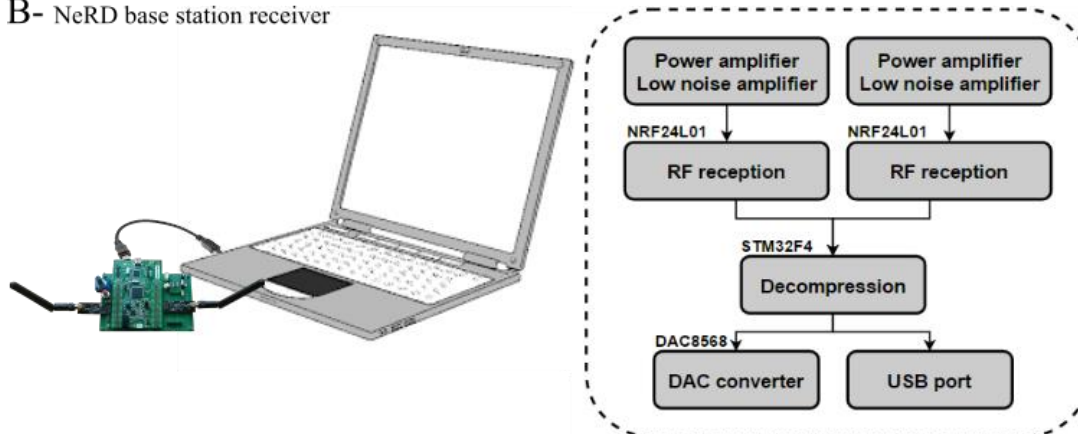 B- NeRD base station receiver
Power amplifier
Low noise amplifier
Power amplifier
Low noise amplifier
NRF24L01
NRF24L01
RF reception
RF reception
STM32F4
Decompression
DAC8568
DAC converter
USB port